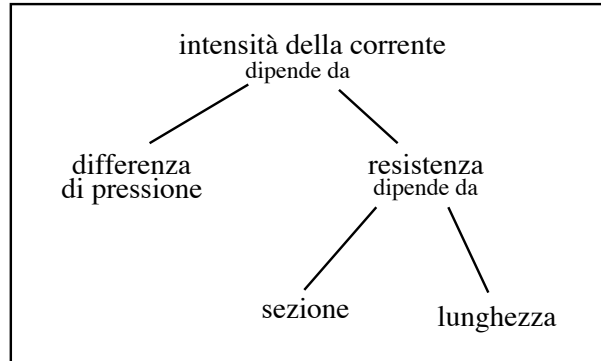 intensità della corrente
dipende da
differenza
di pressione
resistenza
dipende da
sezione
lunghezza